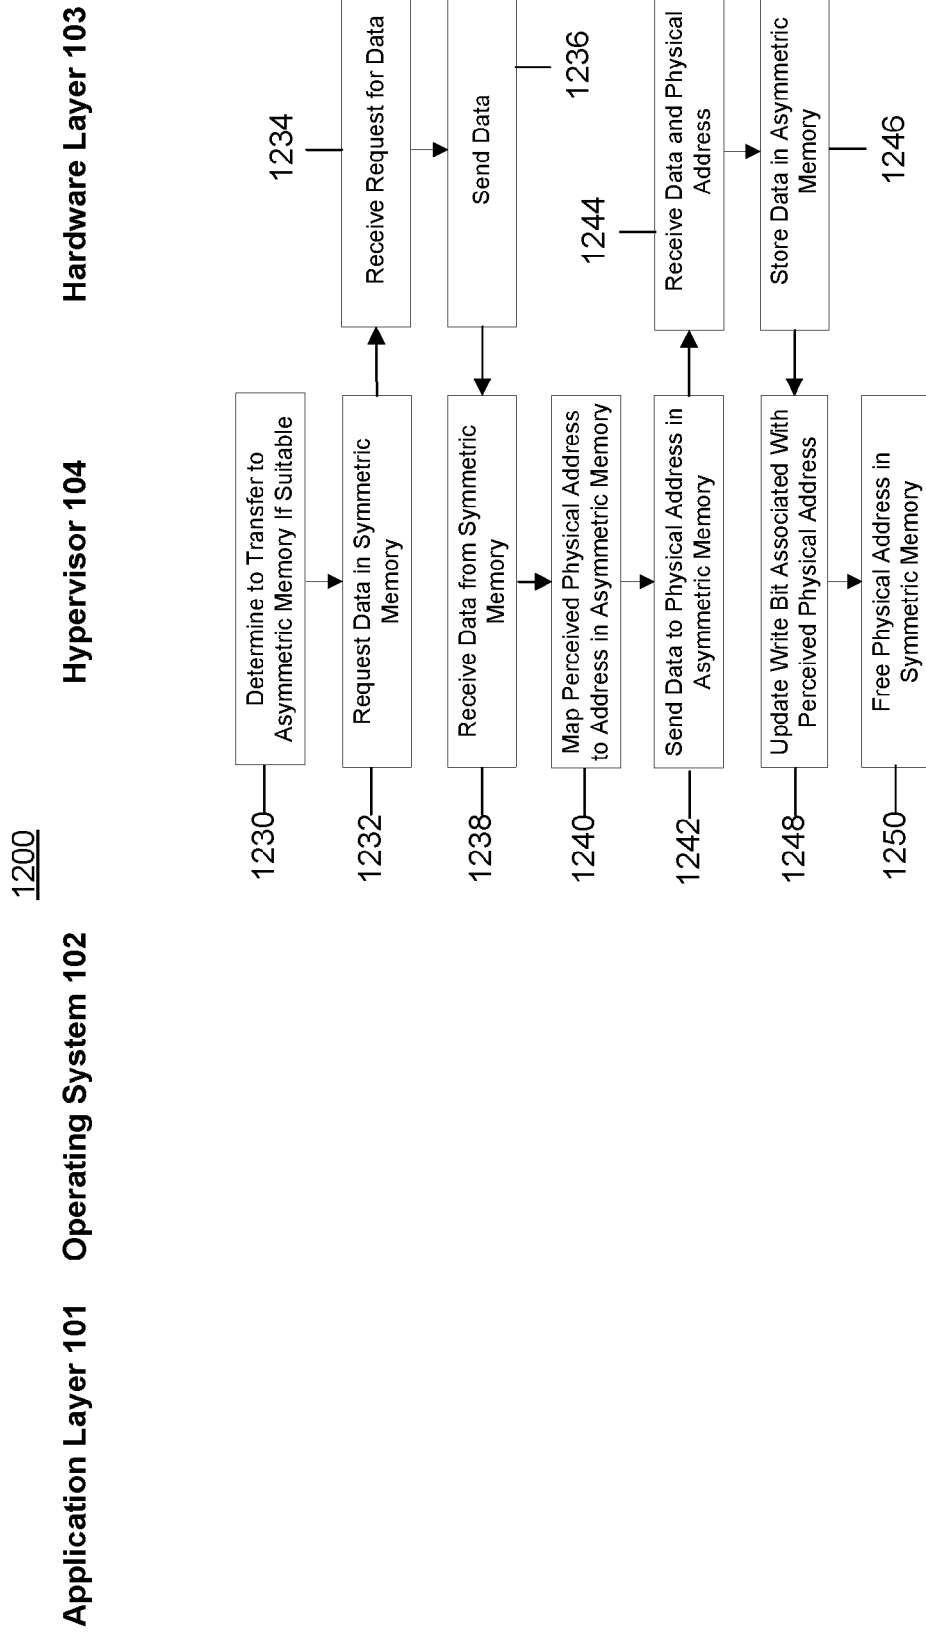 1200
Application Layer 101
Operating System 102
Hypervisor 104
Hardware Layer 103
1230
Determine to Transfer to
Asymmetric Memory If Suitable
1232
Request Data in Symmetric
Memory
1234
Receive Request for Data
1236
Send Data
1238
Receive Data from Symmetric
Memory
1240
Map Perceived Physical Address
to Address in Asymmetric Memory
1242
Send Data to Physical Address in
Asymmetric Memory
1244
Receive Data and Physical
Address
1246
Store Data in Asymmetric
Memory
1248
Update Write Bit Associated With
Perceived Physical Address
1250
Free Physical Address in
Symmetric Memory